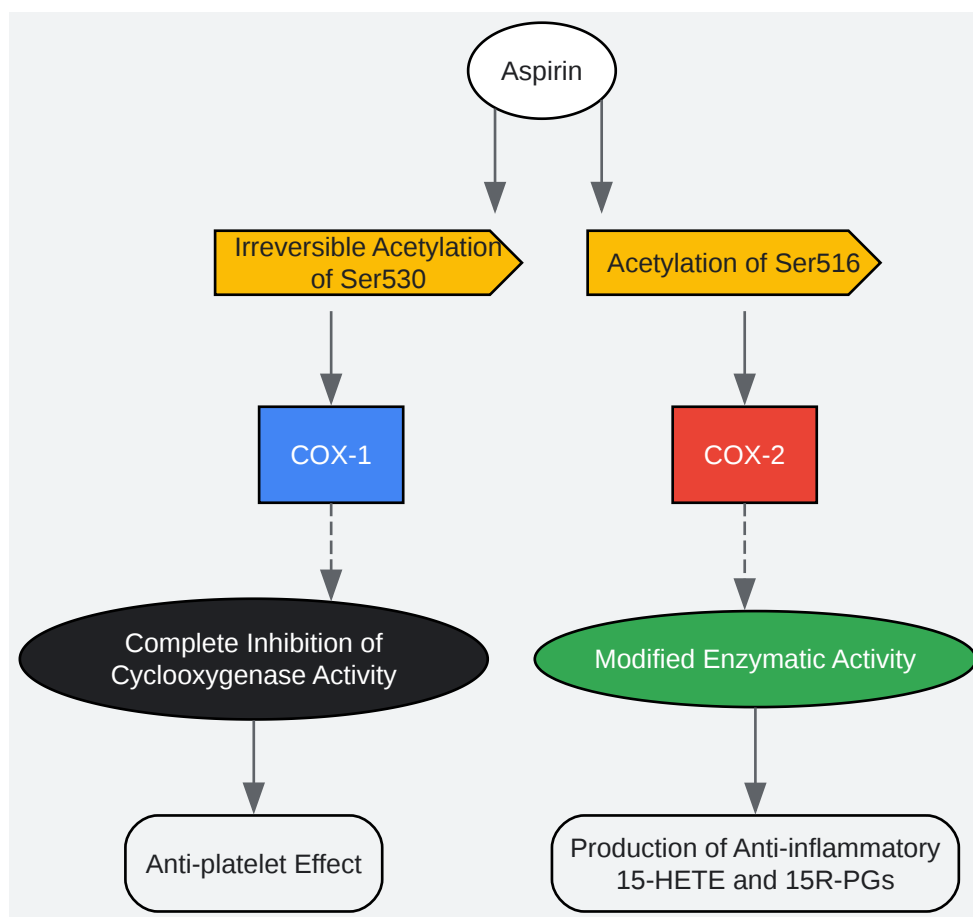 Aspirin
Irreversible Acetylation
of Ser530
Acetylation of Ser516
COX-1
COX-2
Complete Inhibition of
Cyclooxygenase Activity
Modified Enzymatic Activity
Anti-platelet Effect
Production of Anti-inflammatory
15-HETE and 15R-PGs